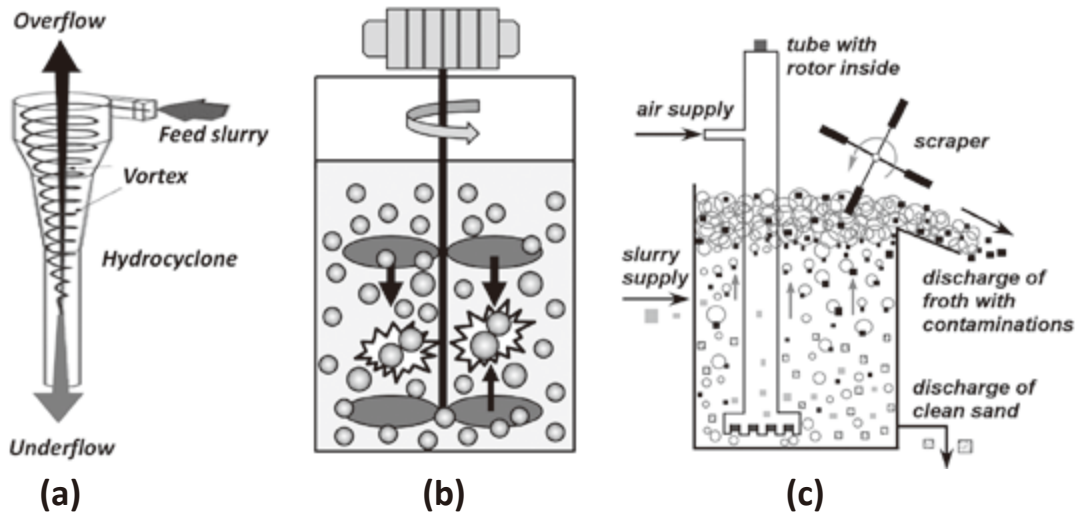 Overflow
Feed slurry
Vortex
Hydrocyclone
Underflow
(a)
(b)
tube with
rotor inside
air supply
scraper
slurry
supply
discharge of
froth with
contaminations
discharge of
clean sand
(c)